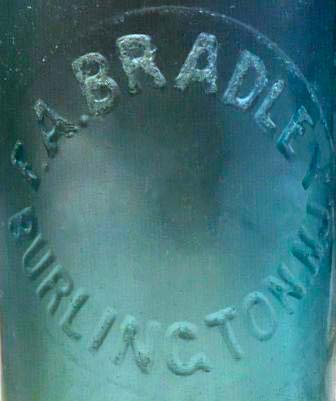 A. BRADLEY
BURLINGTON, N.J.